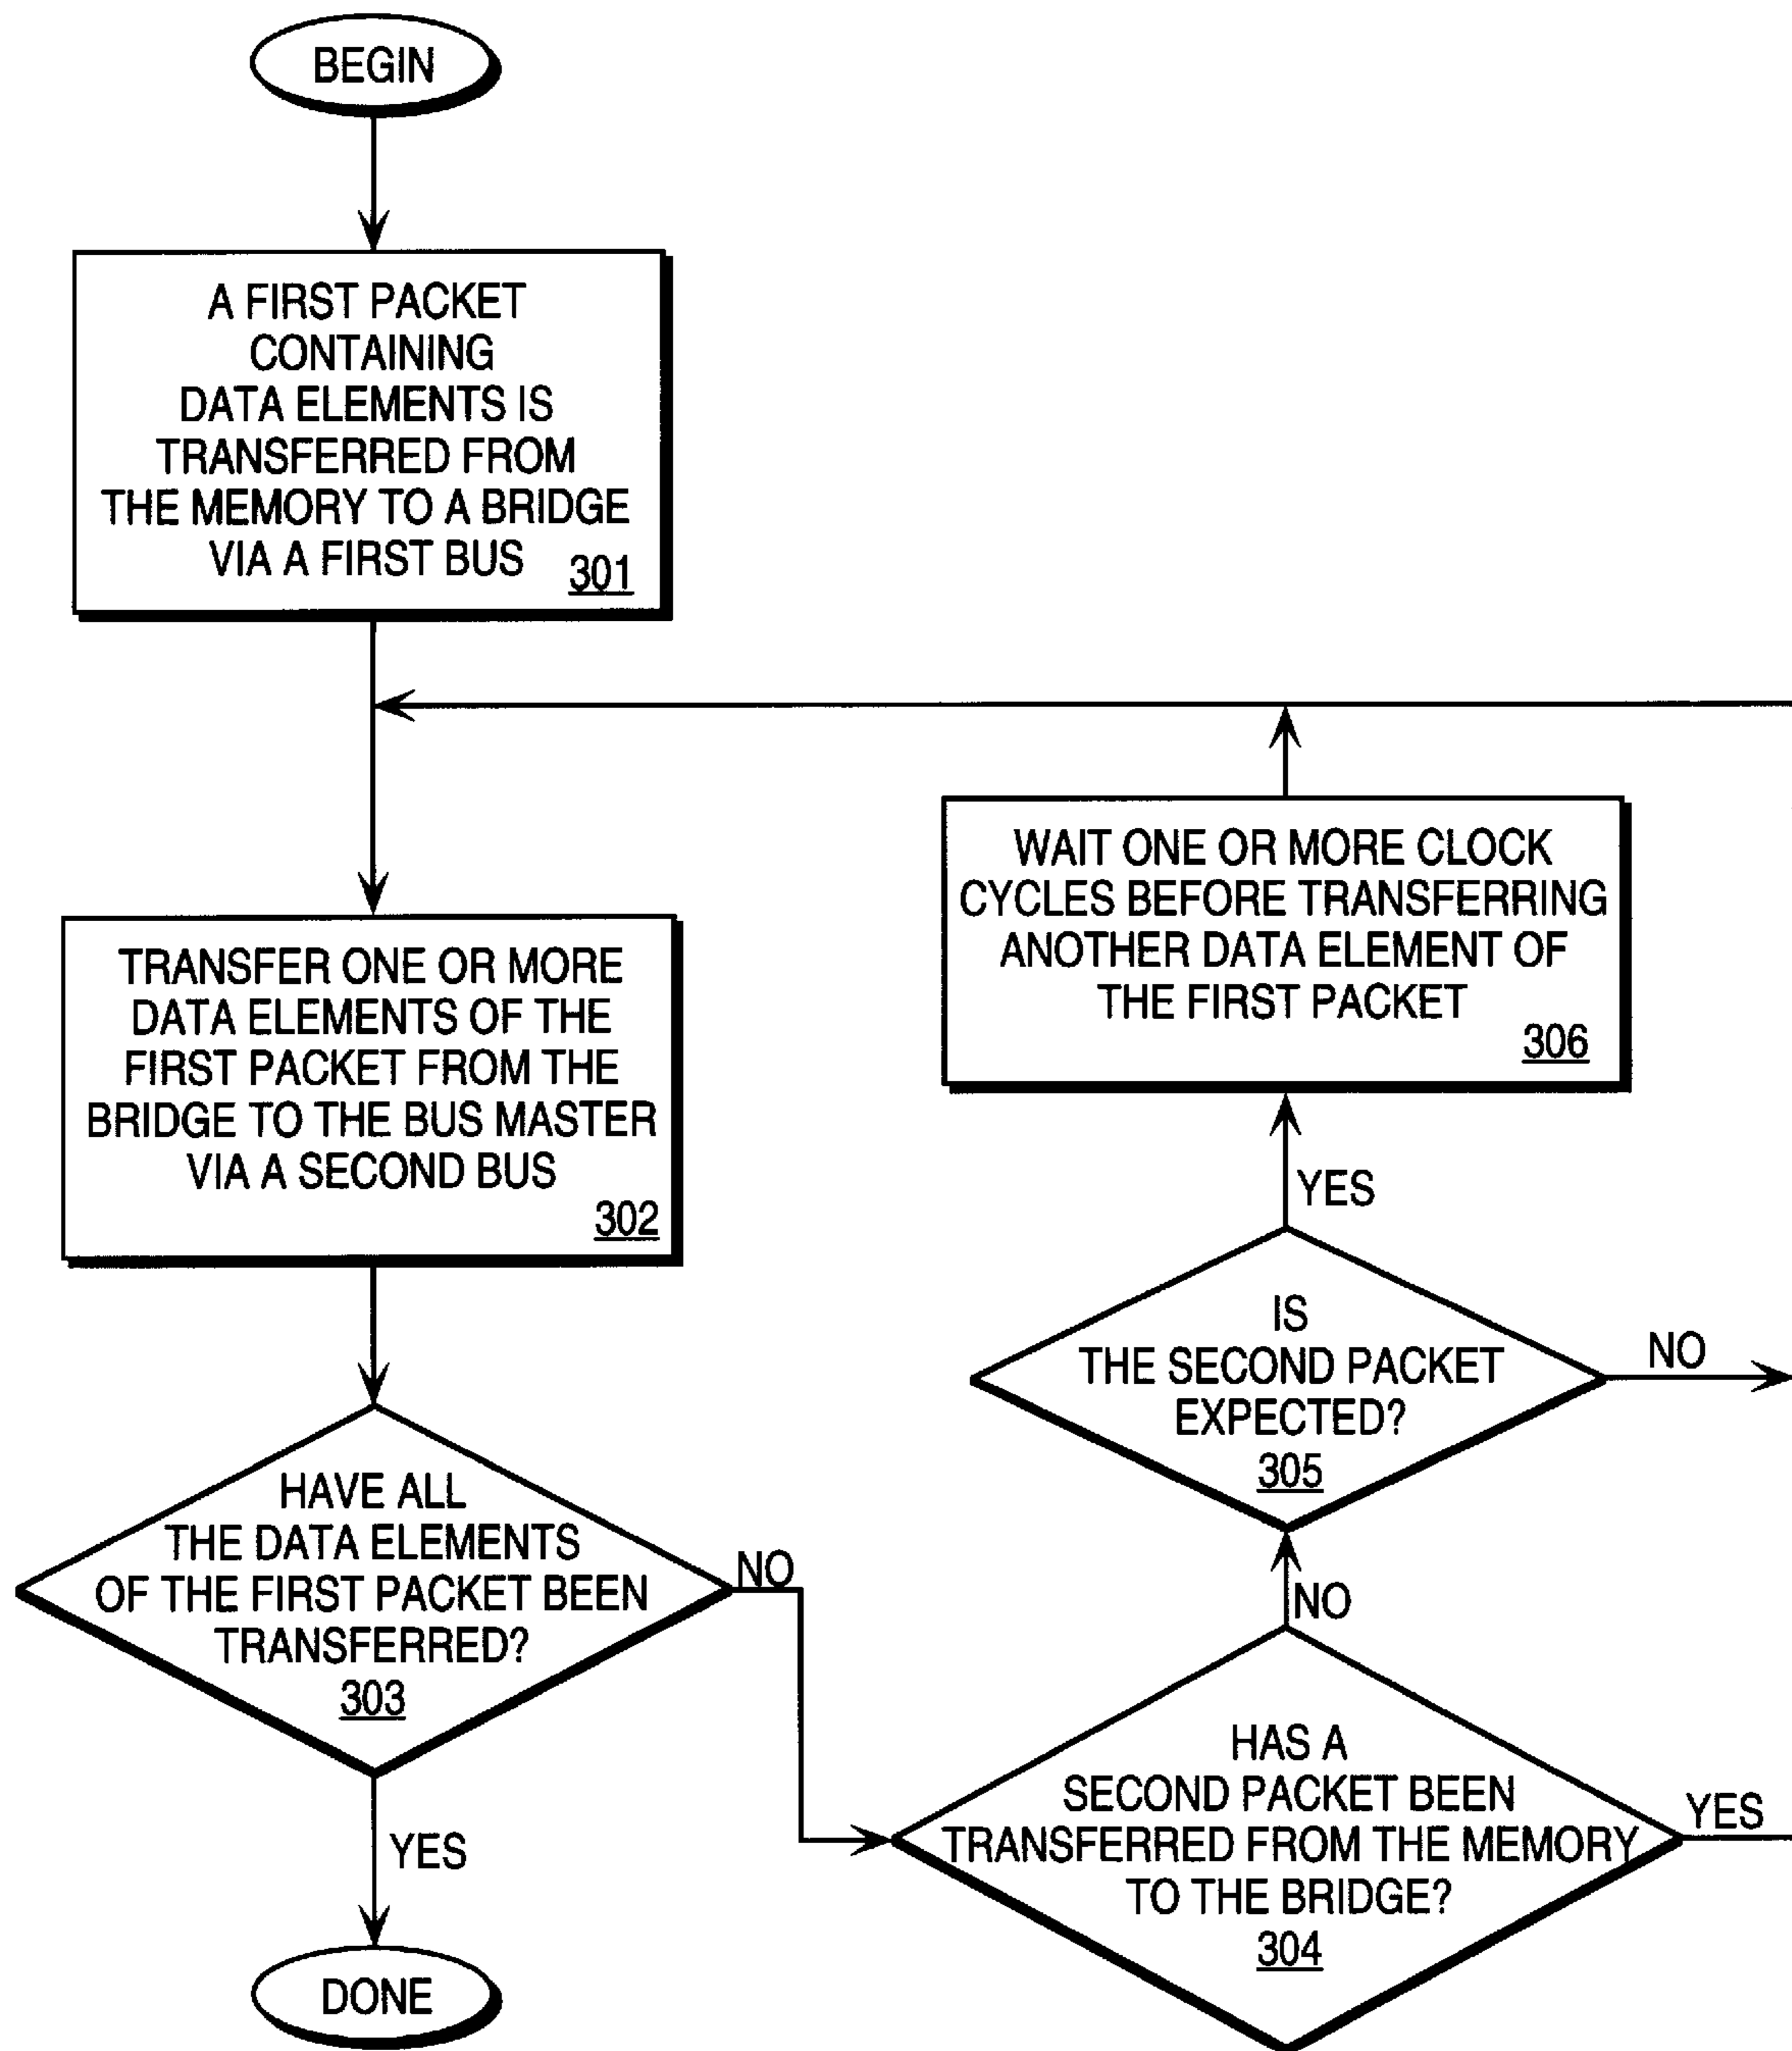 BEGIN
A FIRST PACKET
CONTAINING
DATA ELEMENTS IS
TRANSFERRED FROM
THE MEMORY TO A BRIDGE
VIA A FIRST BUS
301
TRANSFER ONE OR MORE
DATA ELEMENTS OF THE
FIRST PACKET FROM THE
BRIDGE TO THE BUS MASTER
VIA A SECOND BUS
302
HAVE ALL
THE DATA ELEMENTS
OF THE FIRST PACKET BEEN
TRANSFERRED?
303
NO
YES
DONE
HAS A
SECOND PACKET BEEN
TRANSFERRED FROM THE MEMORY
TO THE BRIDGE?
304
YES
NO
IS
THE SECOND PACKET
EXPECTED?
305
NO
YES
WAIT ONE OR MORE CLOCK
CYCLES BEFORE TRANSFERRING
ANOTHER DATA ELEMENT OF
THE FIRST PACKET
306